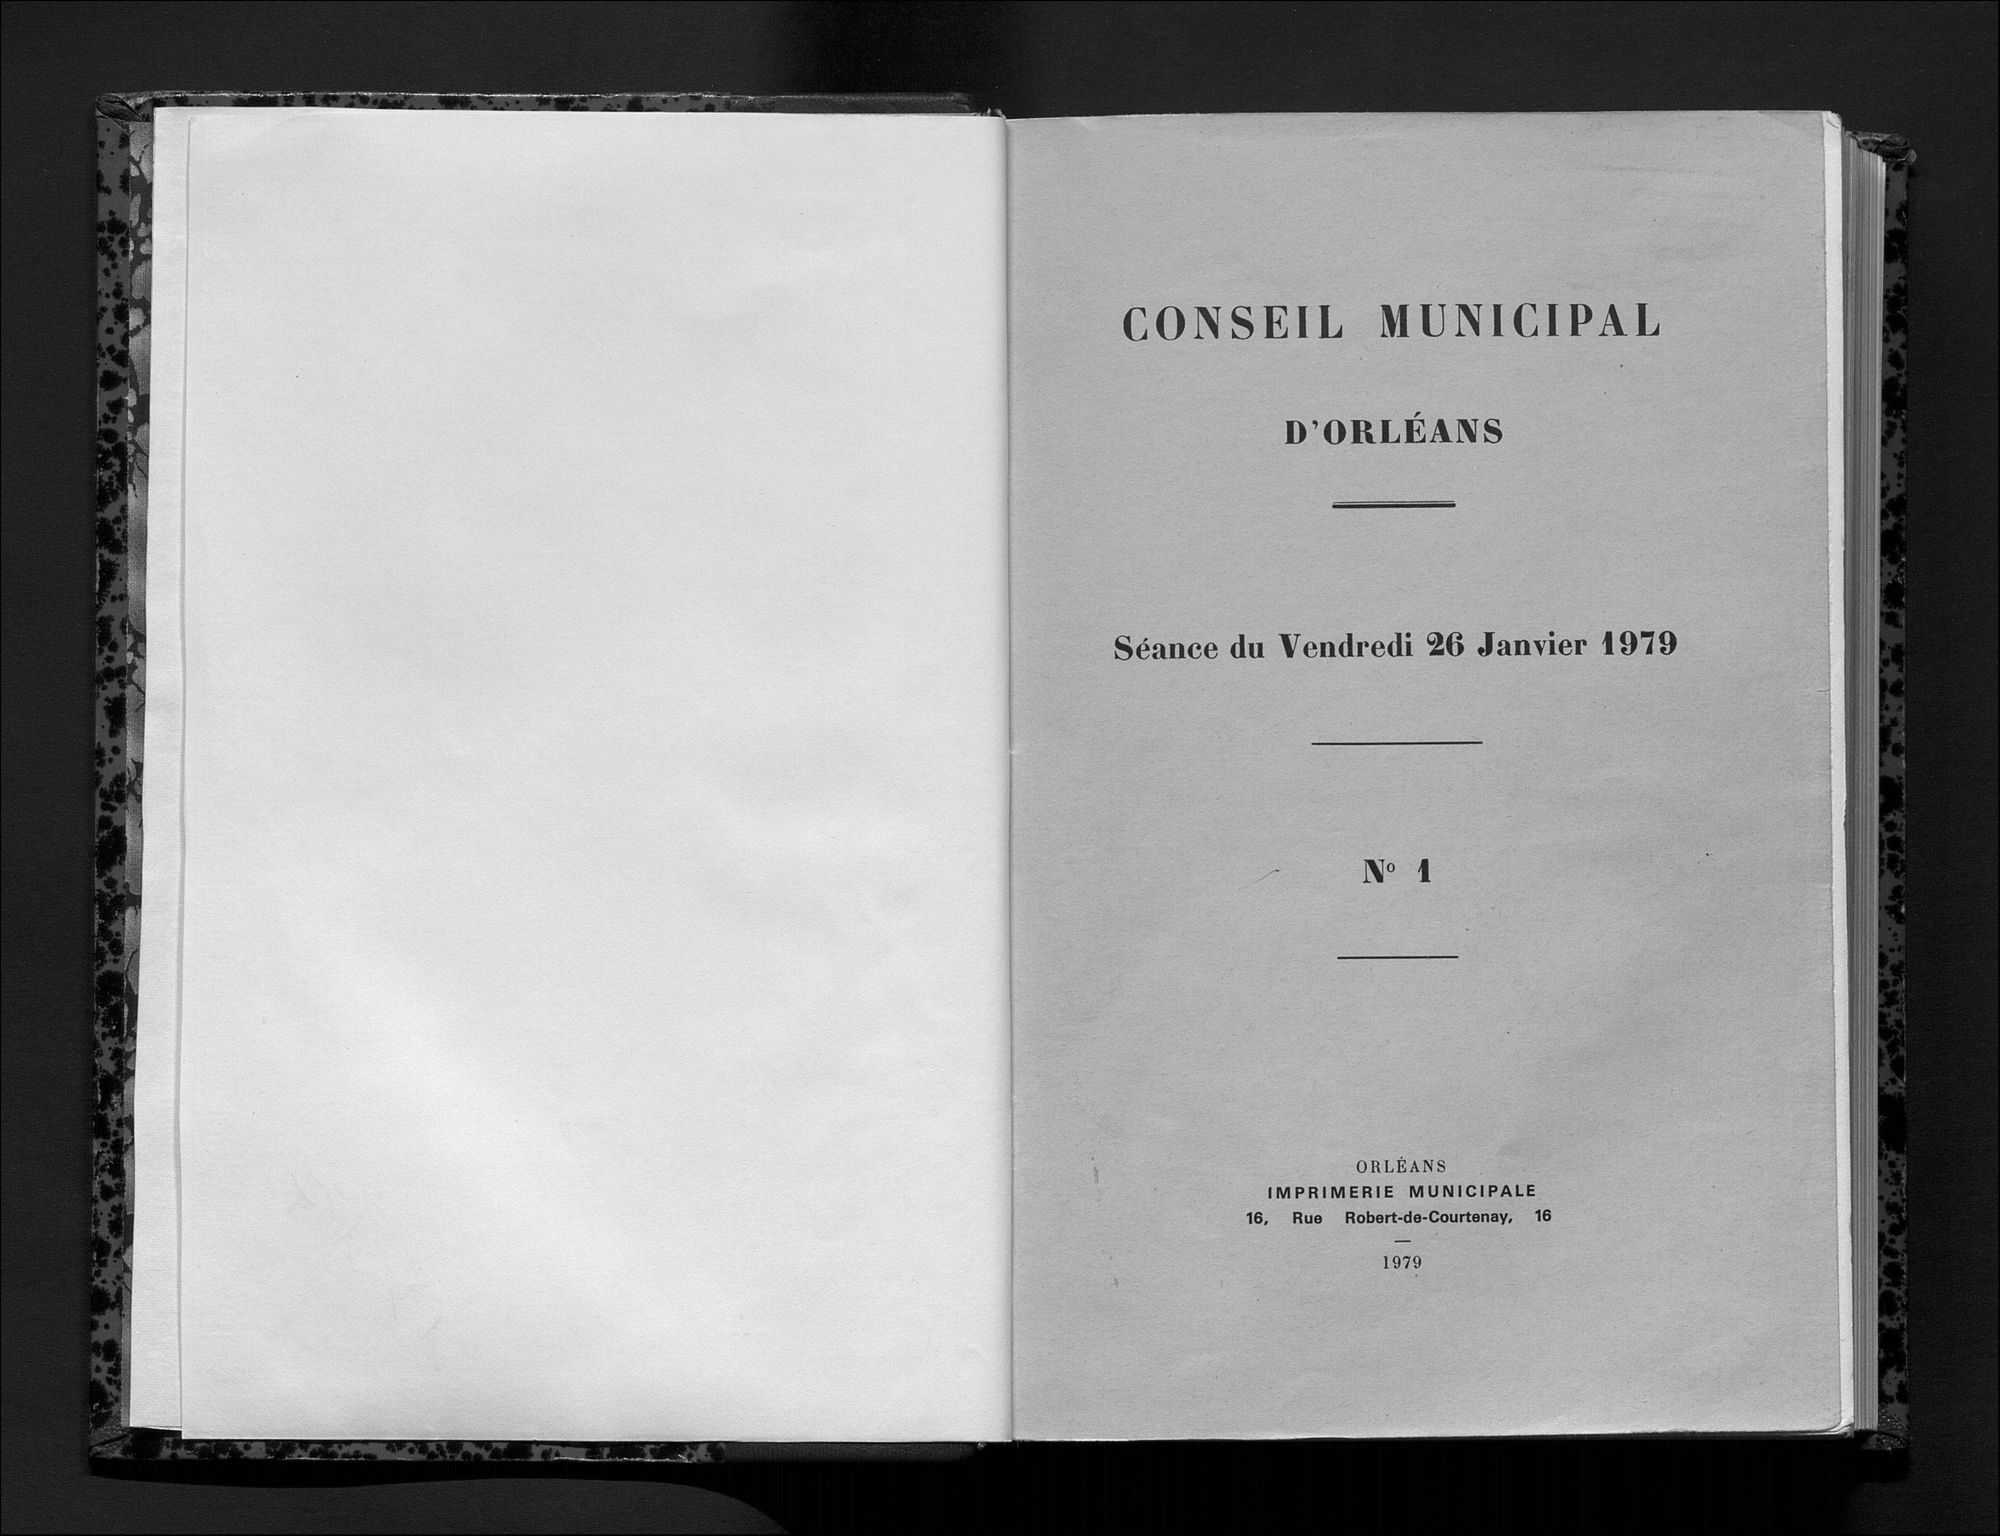 CONSEIL MUNICIPAL
D'ORLÉANS
Séance du Vendredi 26 Janvier 1979
Nº 1
ORLÉANS
IMPRIMERIE MUNICIPALE
16, Rue Robert-de-Courtenay, 16
1979